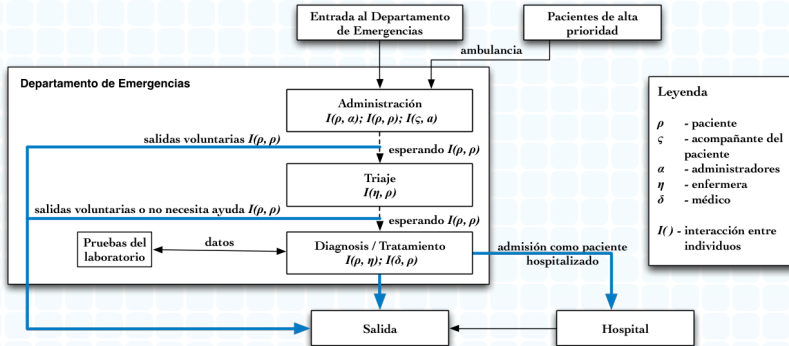 Entrada al Departamento
de Emergencias
Pacientes de alta
prioridad
ambulancia
Departamento de Emergencias
Administración
I(ρ, α); I(ρ, ρ); I(ς, a)
salidas voluntarias I(ρ, ρ)
esperando I(ρ, ρ)
Triaje
I(η, ρ)
salidas voluntarias o no necesita ayuda I(ρ, ρ)
esperando I(ρ, ρ)
Pruebas del
laboratorio
datos
Diagnosis / Tratamiento
I(ρ, η); I(δ, ρ)
admisión como paciente
hospitalizado
Salida
Hospital
Leyenda
ρ - paciente
ς - acompañante del
paciente
α - administradores
η - enfermera
δ - médico
I( ) - interacción entre
individuos